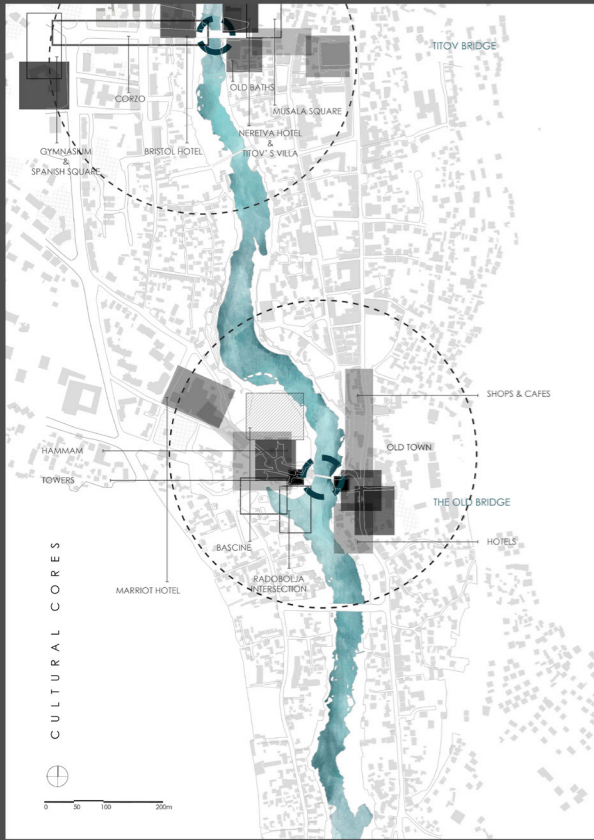 TITOV BRIDGE
OLD BATHS
CORZO
MUSALA SQUARE
NERETVA HOTEL
&
TITOV' S VILLA
GYMNASIUM
&
SPANISH SQUARE
BRISTOL HOTEL
SHOPS & CAFES
OLD TOWN
HAMMAM
TOWERS
THE OLD BRIDGE
HOTELS
BASCINE
RADOBOLJA
INTERSECTION
MARRIOT HOTEL
CULTURAL CORES
0 50 100 200m